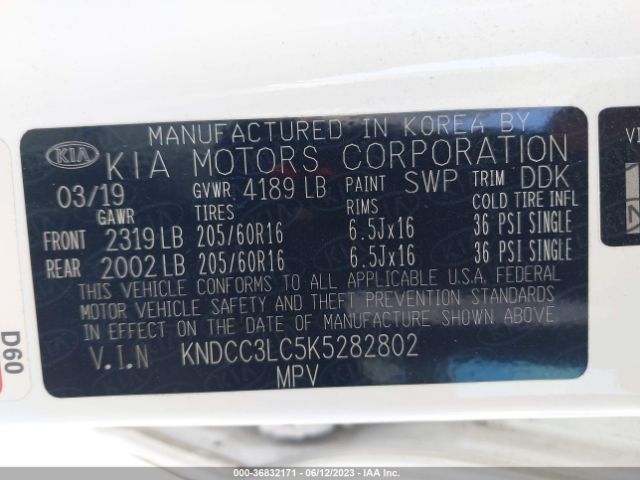 MANUFACTURED IN KOREA BY
KIA KIA MOTORS CORPORATION
03/19 GVWR 4189 LB PAINT SWP TRIM DDK
GAWR TIRES RIMS COLD TIRE INFL
FRONT 2319 LB 205/60R16 6.5Jx16 36 PSI SINGLE
REAR 2002 LB 205/60R16 6.5Jx16 36 PSI SINGLE
THIS VEHICLE CONFORMS TO ALL APPLICABLE U.S.A. FEDERAL
MOTOR VEHICLE SAFETY AND THEFT PREVENTION STANDARDS
IN EFFECT ON THE DATE OF MANUFACTURE SHOWN ABOVE.
V.I.N KNDCC3LC5K5282802
MPV
D60
VI
000-36832171 - 06/12/2023 - IAA Inc.